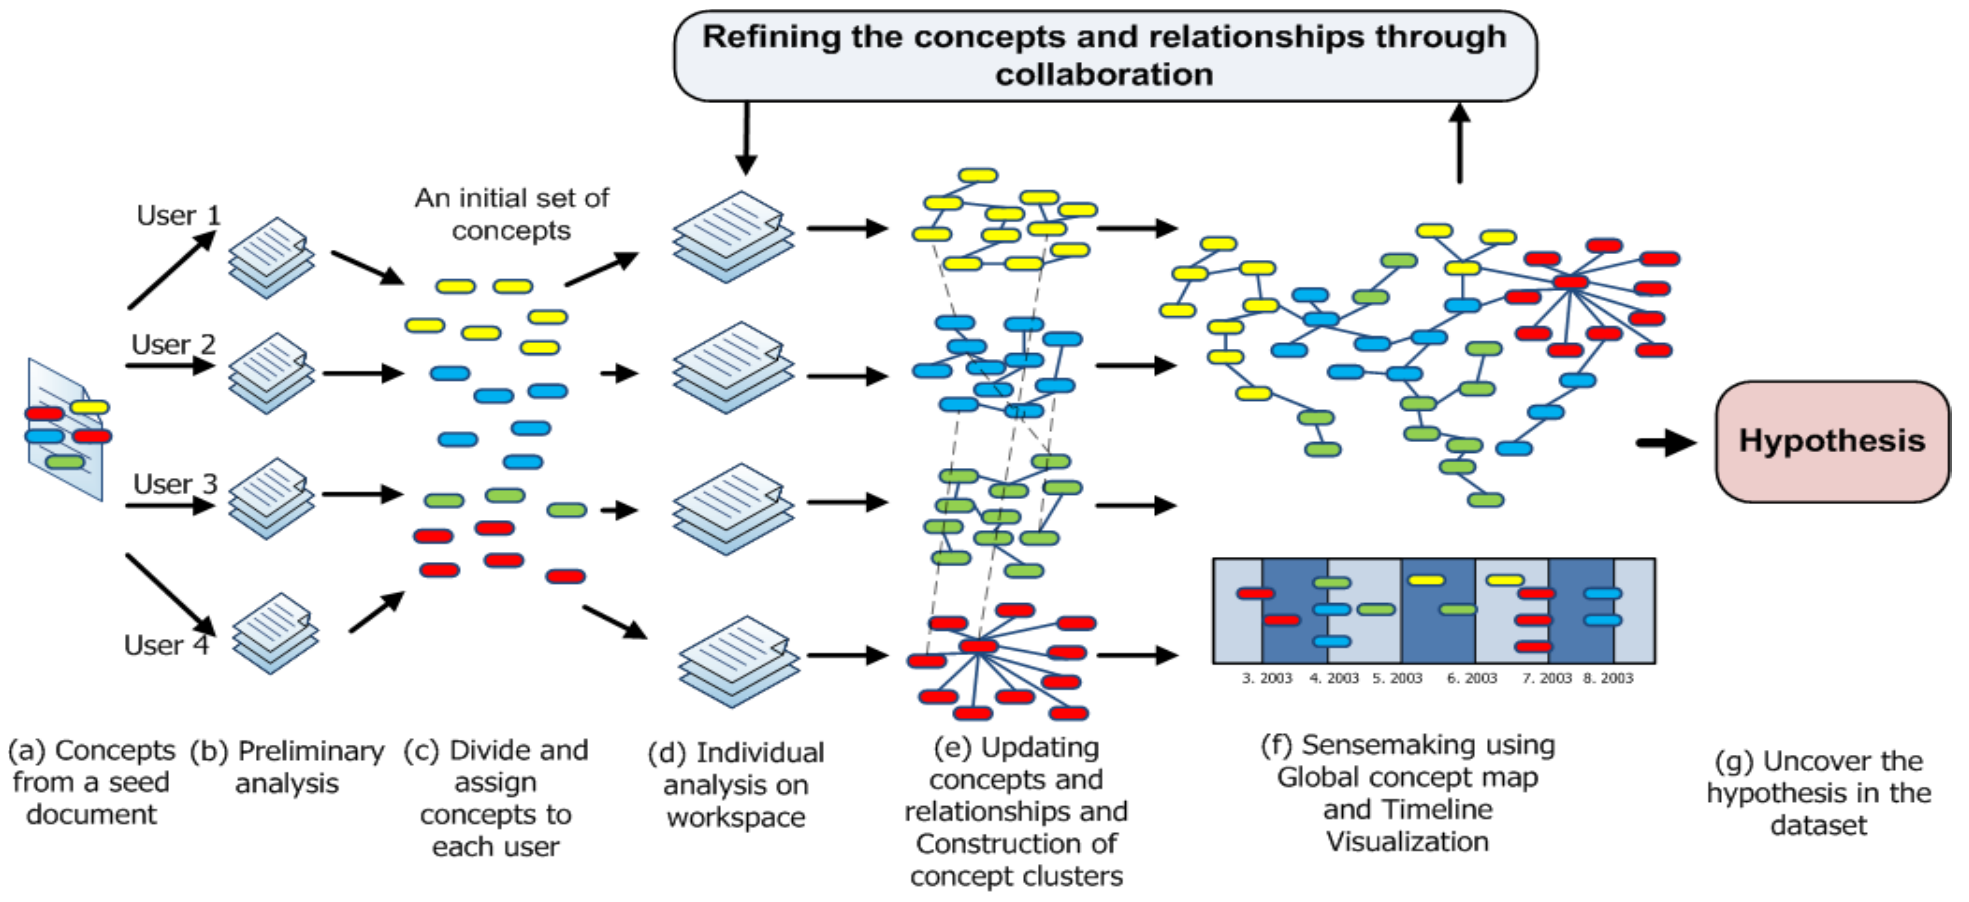 Refining the concepts and relationships through
collaboration
An initial set of
concepts
User 1
User 2
User 3
User 4
Hypothesis
3. 2003 4. 2003 5. 2003 6. 2003 7. 2003 8. 2003
(a) Concepts
from a seed
document
(b) Preliminary
analysis
(c) Divide and
assign
concepts to
each user
(d) Individual
analysis on
workspace
(e) Updating
concepts and
relationships and
Construction of
concept clusters
(f) Sensemaking using
Global concept map
and Timeline
Visualization
(g) Uncover the
hypothesis in the
dataset